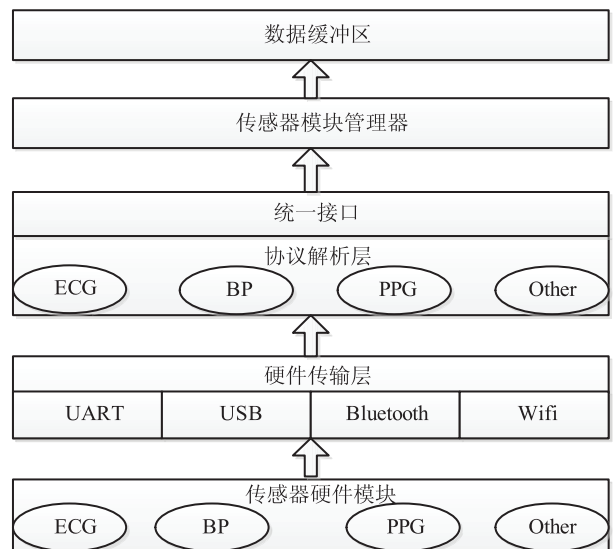 数据缓冲区
传感器模块管理器
统一接口
协议解析层
ECG BP PPG Other
硬件传输层
UART USB Bluetooth Wifi
传感器硬件模块
ECG BP PPG Other